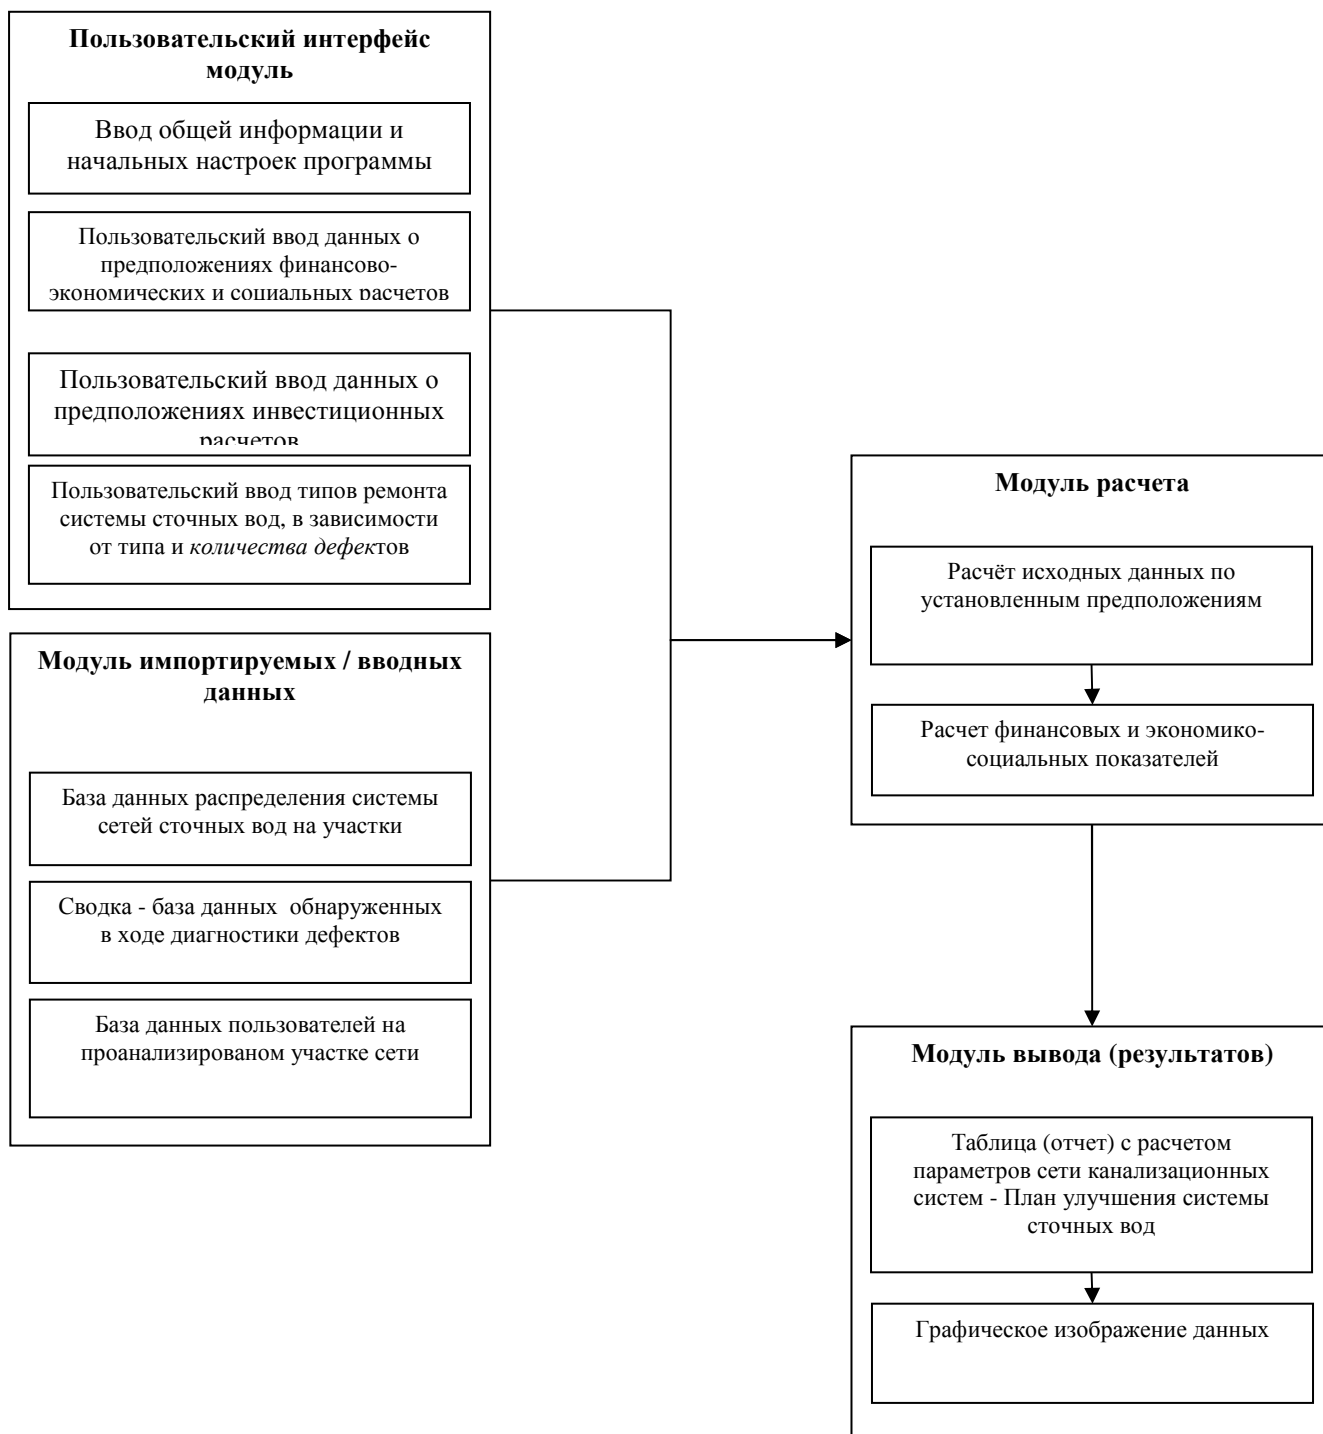 Пользовательский интерфейс
модуль
Ввод общей информации и
начальных настроек программы
Пользовательский ввод данных о
предположениях финансово-
экономических и социальных расчетов
Пользовательский ввод данных о
предположениях инвестиционных
расчетов
Пользовательский ввод типов ремонта
системы сточных вод, в зависимости
от типа и количества дефектов
Модуль импортируемых / вводных
данных
База данных распределения системы
сетей сточных вод на участки
Сводка - база данных  обнаруженных
в ходе диагностики дефектов
База данных пользователей на
проанализированом участке сети
Модуль расчета
Расчёт исходных данных по
установленным предположениям
Расчет финансовых и экономико-
социальных показателей
Модуль вывода (результатов)
Таблица (отчет) с расчетом
параметров сети канализационных
систем - План улучшения системы
сточных вод
Графическое изображение данных